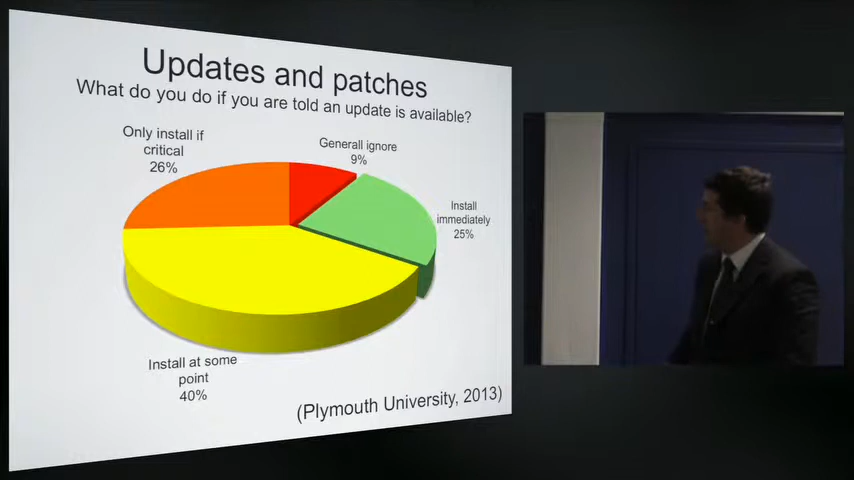 Updates and patches
What do you do if you are told an update is available?
Only install if
critical
26%
Generall ignore
9%
Install
immediately
25%
Install at some
point
40%
(Plymouth University, 2013)